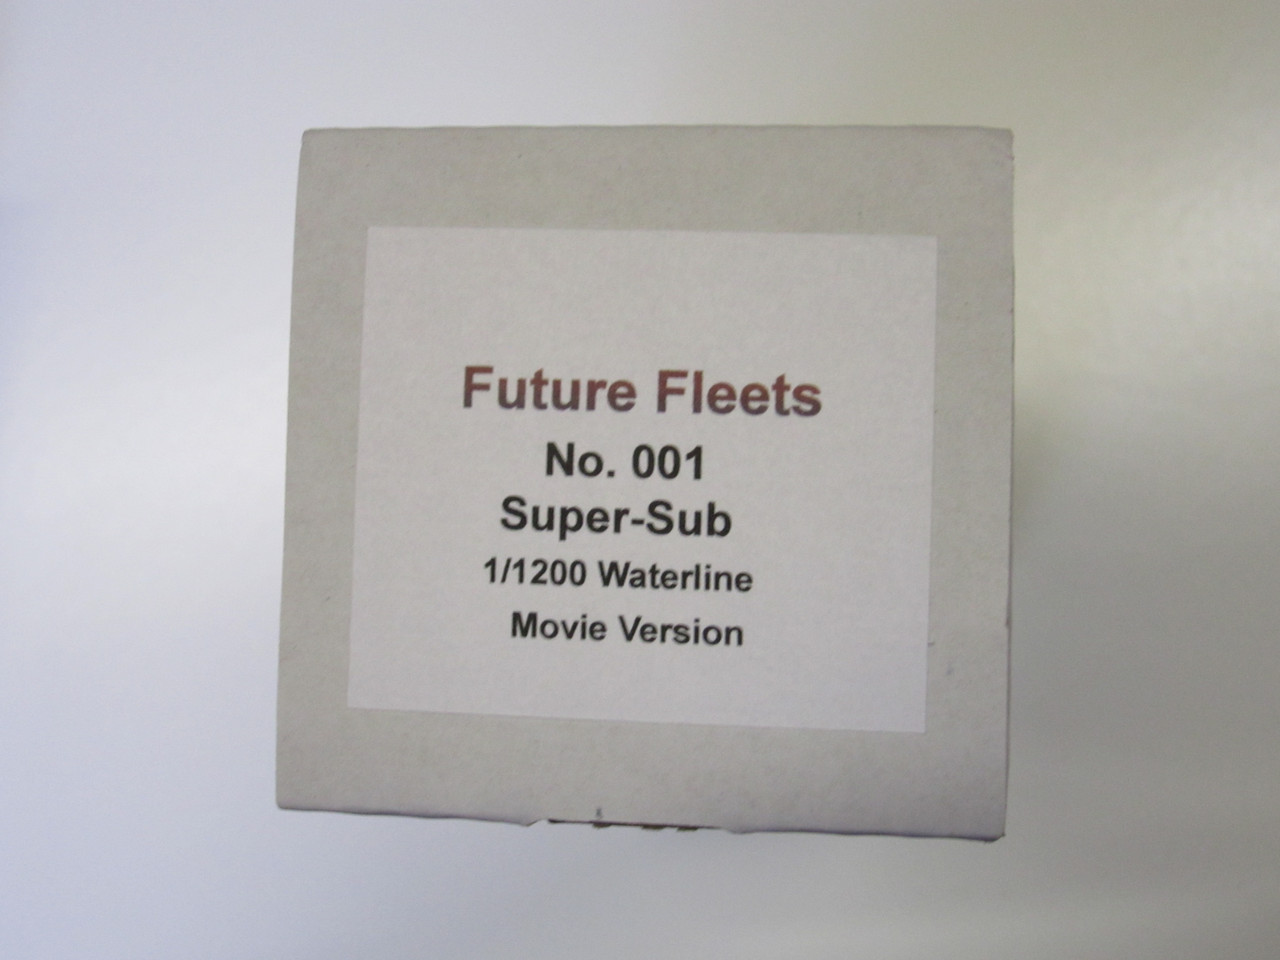 Future Fleets
No. 001
Super-Sub
1/1200 Waterline
Movie Version